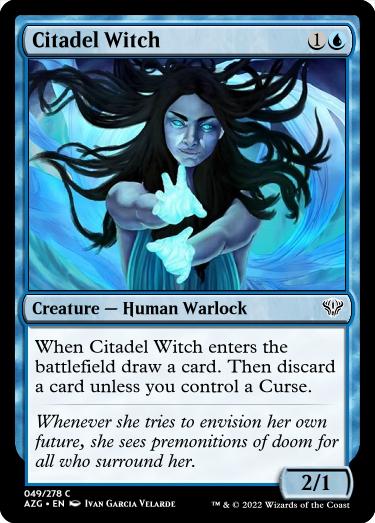 Citadel Witch 1
Creature — Human Warlock
When Citadel Witch enters the
battlefield draw a card. Then discard
a card unless you control a Curse.
Whenever she tries to envision her own
future, she sees premonitions of doom for
all who surround her.
2/1
049/278 C
AZG • EN Ivan Garcia Velarde
™ & © 2022 Wizards of the Coast